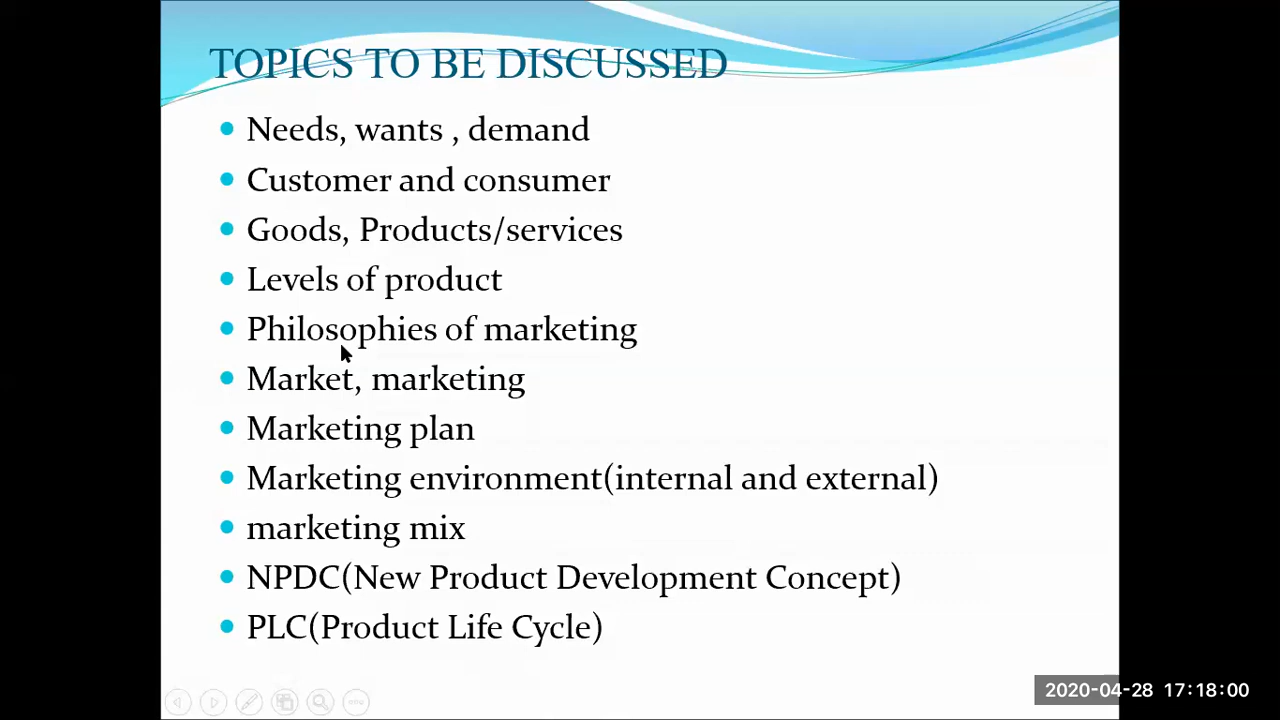 TOPICS TO BE DISCUSSED
Needs, wants , demand
Customer and consumer
Goods, Products/services
Levels of product
Philosophies of marketing
Market, marketing
Marketing plan
Marketing environment(internal and external)
marketing mix
NPDC(New Product Development Concept)
PLC(Product Life Cycle)
2020-04-28 17:18:00